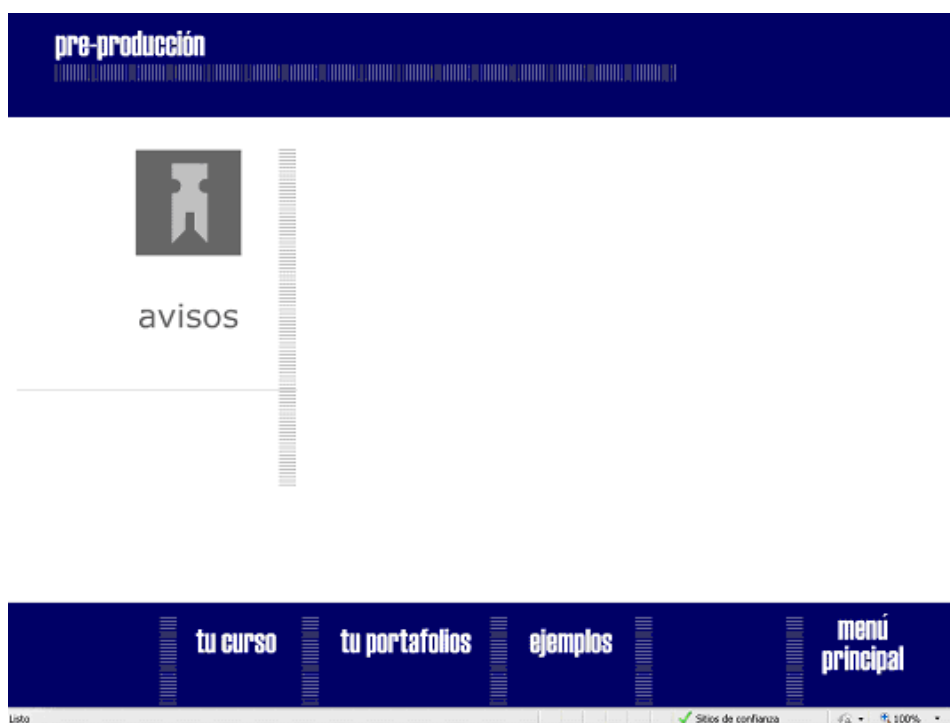 pre-producción
avisos
tu curso
tu portafolios
ejemplos
menú
principal
Listo
Sitios de confianza
100%